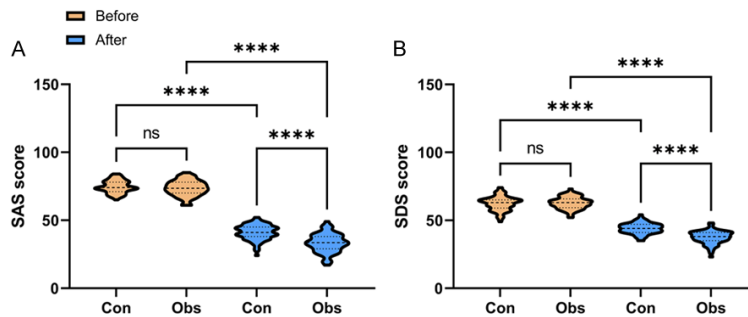 Before
After
A
SAS score
150
100
50
0
ns
****
****
****
Con Obs Con Obs
B
SDS score
150
100
50
0
ns
****
****
****
Con Obs Con Obs